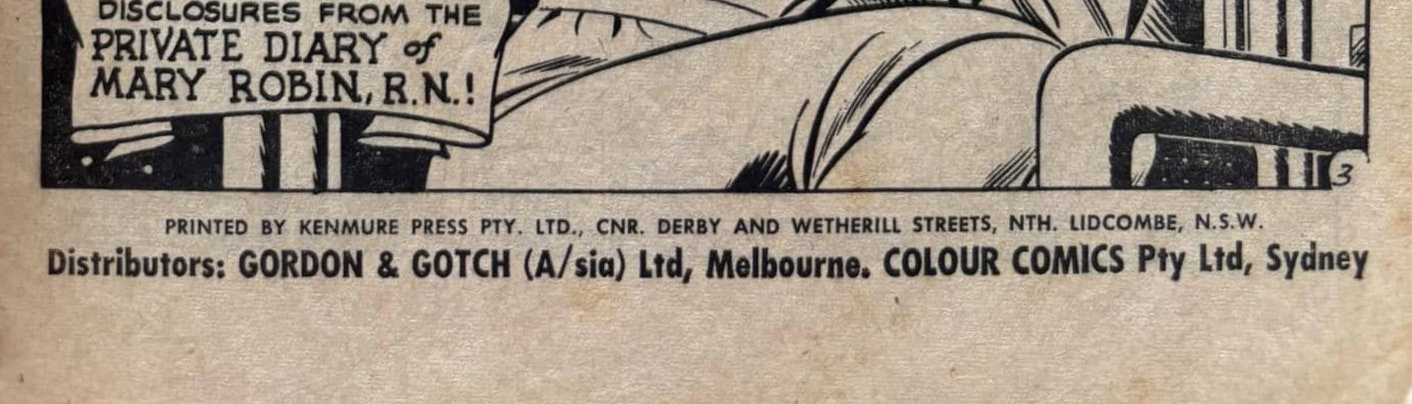 DISCLOSURES FROM THE
PRIVATE DIARY of
MARY ROBIN, R.N.!
3
PRINTED BY KENMURE PRESS PTY. LTD., CNR. DERBY AND WETHERILL STREETS, NTH. LIDCOMBE, N.S.W.
Distributors: GORDON & GOTCH (A/sia) Ltd, Melbourne. COLOUR COMICS Pty Ltd, Sydney